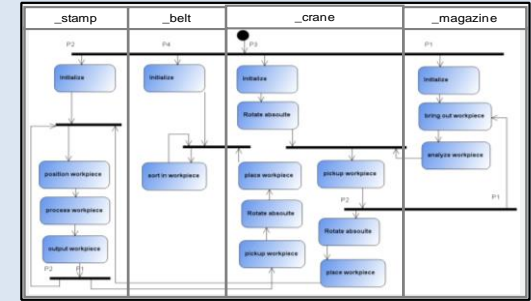 _stamp
_belt
_crane
_magazine
P2
P4
P3
P1
initialize
initialize
initialize
initialize
Rotate absoulte
bring out workpiece
analyze workpiece
position workpiece
sort in workpiece
place workpiece
pickup workpiece
process workpiece
Rotate absoulte
P2
P1
Rotate absoulte
output workpiece
pickup workpiece
place workpiece
P2
P1